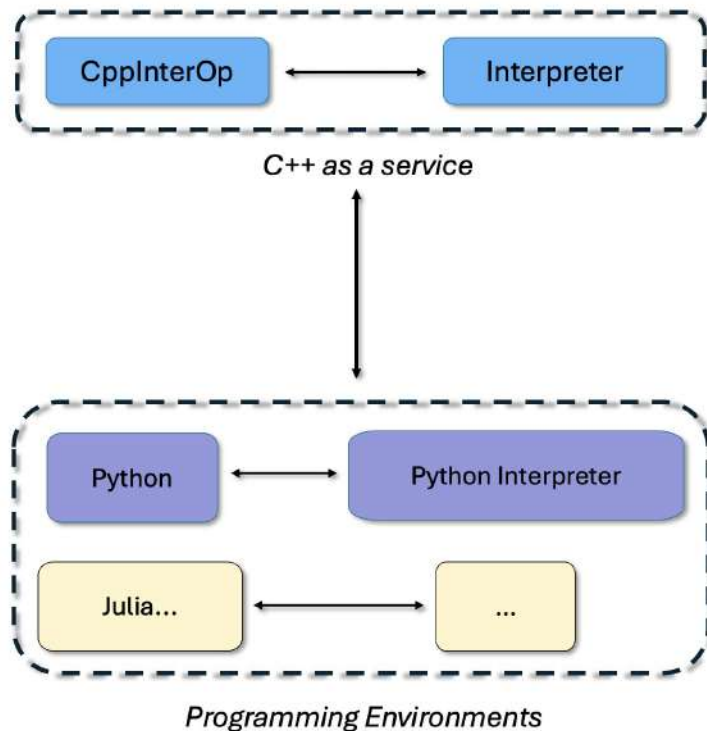 CppInterOp
Interpreter
C++ as a service
Python
Python Interpreter
Julia...
...
Programming Environments